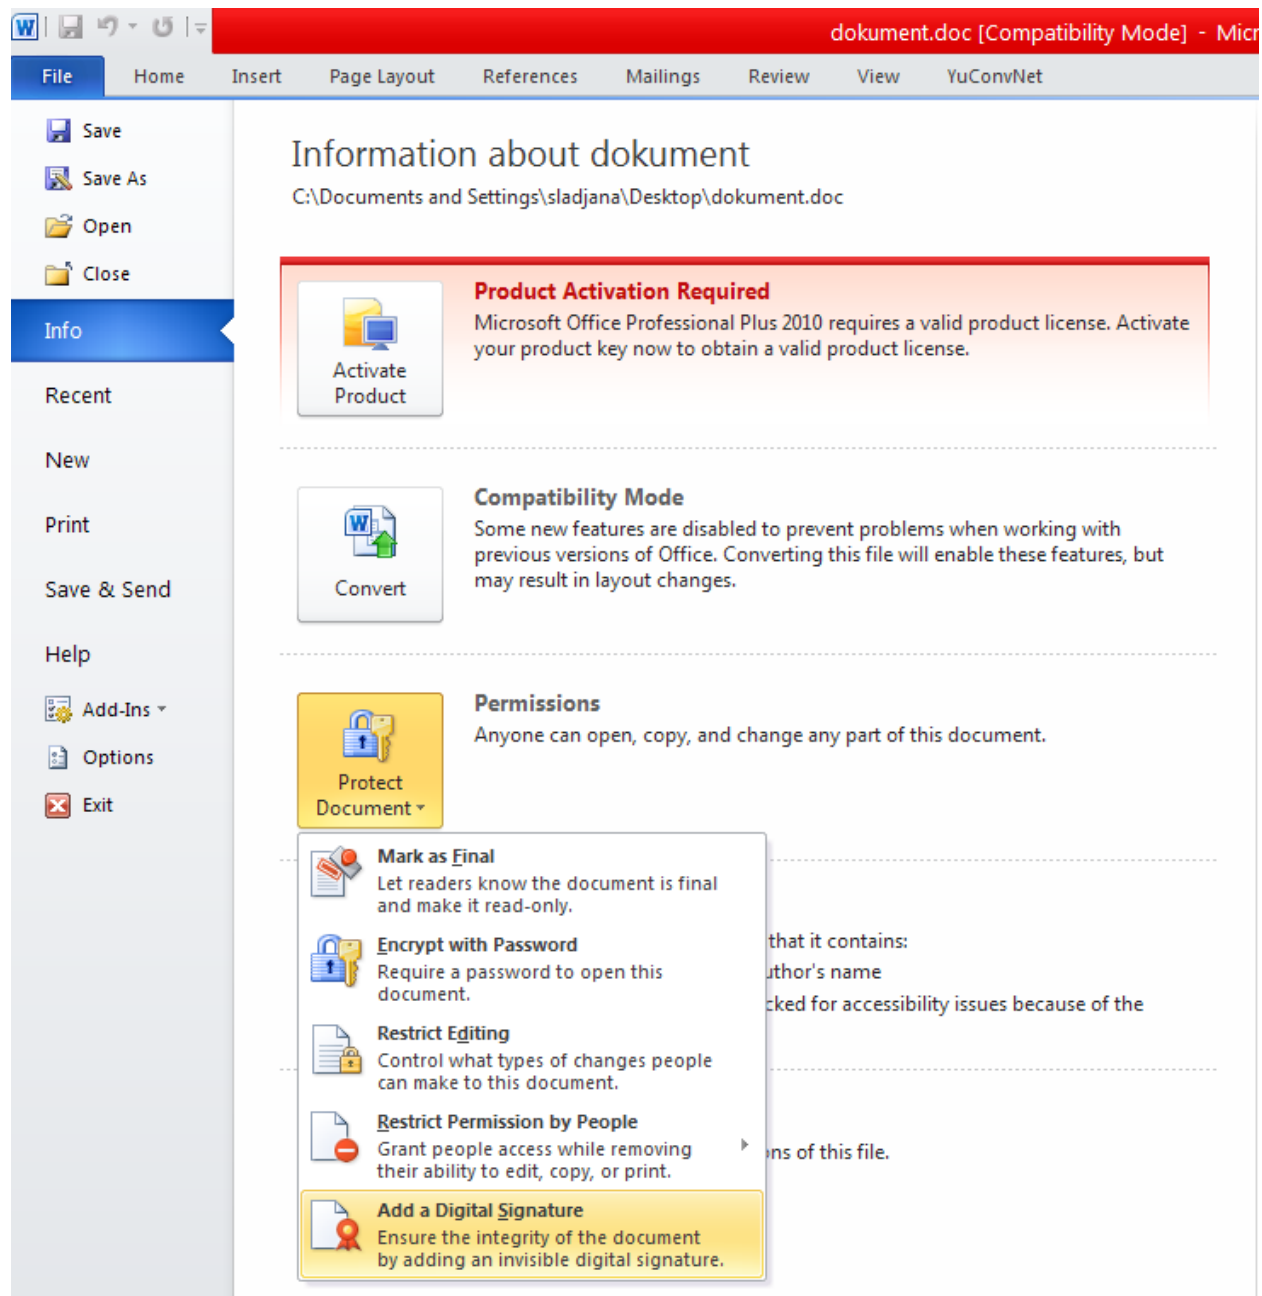 dokument.doc [Compatibility Mode] - Micr
File Home Insert Page Layout References Mailings Review View YuConvNet
Save
Save As
Open
Close
Info
Recent
New
Print
Save & Send
Help
Add-Ins
Options
Exit
Information about dokument
C:\Documents and Settings\sladjana\Desktop\dokument.doc
Activate
Product
Product Activation Required
Microsoft Office Professional Plus 2010 requires a valid product license. Activate
your product key now to obtain a valid product license.
Convert
Compatibility Mode
Some new features are disabled to prevent problems when working with
previous versions of Office. Converting this file will enable these features, but
may result in layout changes.
Protect
Document
Permissions
Anyone can open, copy, and change any part of this document.
Mark as Final
Let readers know the document is final
and make it read-only.
Encrypt with Password
Require a password to open this
document.
Restrict Editing
Control what types of changes people
can make to this document.
Restrict Permission by People
Grant people access while removing
their ability to edit, copy, or print.
Add a Digital Signature
Ensure the integrity of the document
by adding an invisible digital signature.
that it contains:
uthor's name
cked for accessibility issues because of the
ons of this file.